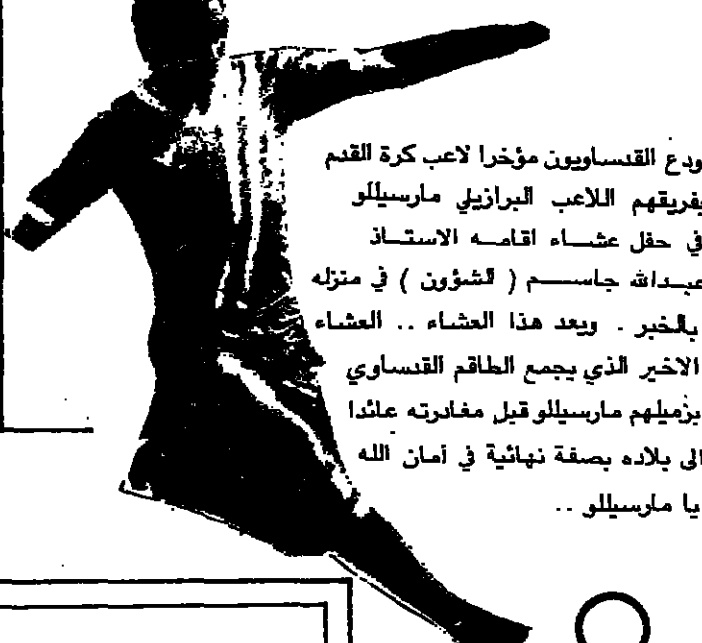 ودع القدساويون مؤخرا لاعب كرة القدم
بفريقهم اللاعب البرازيلي مارسيللو
في حفل عشاء اقامه الاستاذ
عبدالله جاسم ( الشؤون ) في منزله
بالخبر . ويعد هذا العشاء .. العشاء
الاخير الذي يجمع الطاقم القدساوي
بزميلهم مارسيللو قبل مغادرته عائدا
الى بلاده بصفة نهائية في أمان الله
يا مارسيللو ..